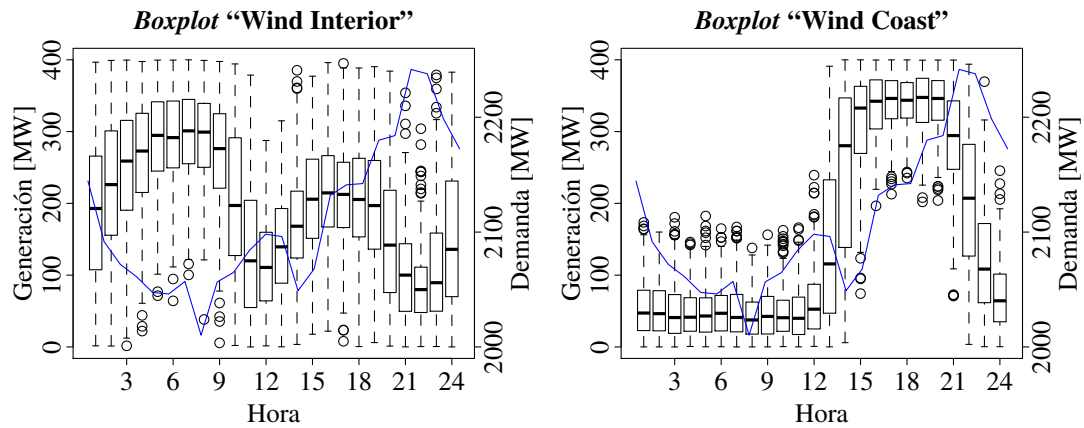 Boxplot “Wind Interior”
Generación [MW]
0 100 200 300 400
Demanda [MW]
2000 2100 2200
3 6 9 12 15 18 21 24
Hora
Boxplot “Wind Coast”
Generación [MW]
0 100 200 300 400
Demanda [MW]
2000 2100 2200
3 6 9 12 15 18 21 24
Hora